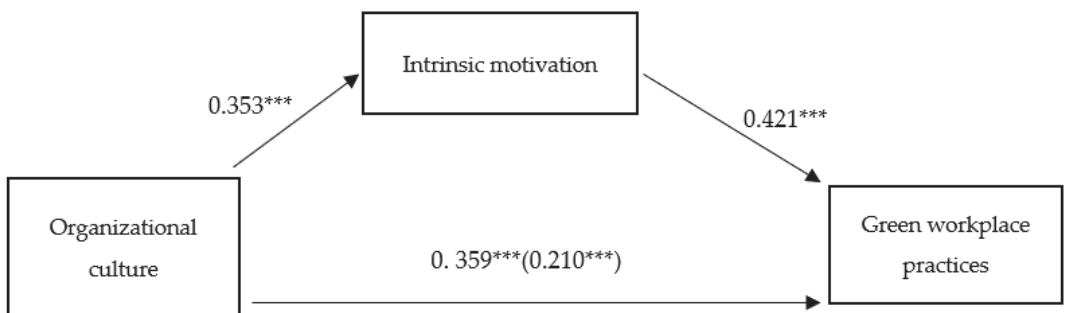 Intrinsic motivation
0.353***
0.421***
Organizational
culture
0. 359***(0.210***)
Green workplace
practices